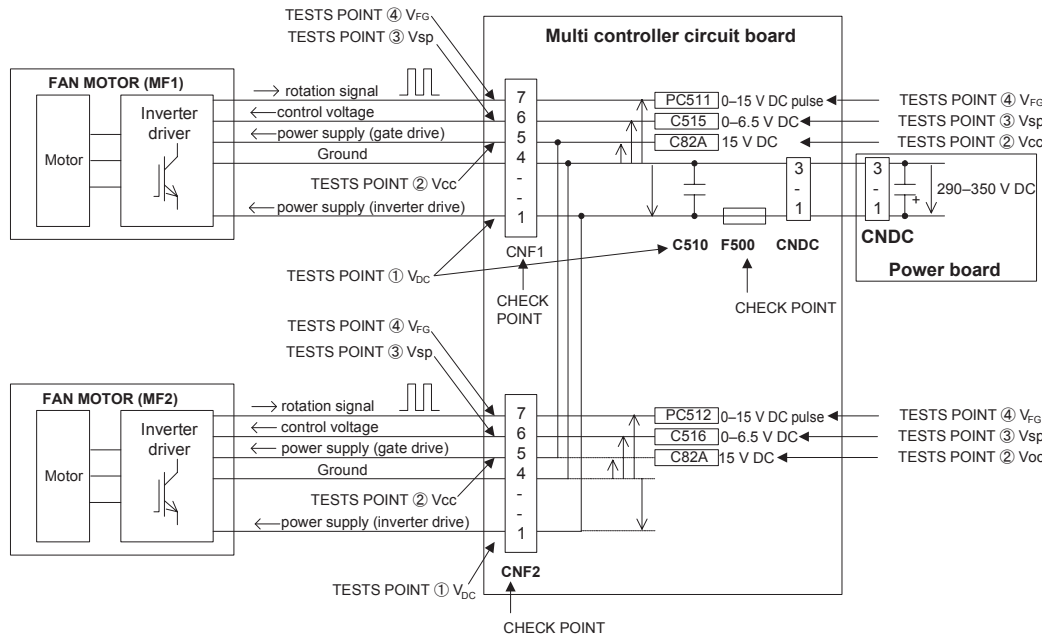 TESTS POINT ④ VFG
TESTS POINT ③ Vsp
Multi controller circuit board
FAN MOTOR (MF1)
Motor
Inverter
driver
→ rotation signal
← control voltage
← power supply (gate drive)
Ground
TESTS POINT ② Vcc
← power supply (inverter drive)
TESTS POINT ① VDC
7
6
5
4
-
-
1
CNF1
CHECK
POINT
PC511 0–15 V DC pulse
C515 0–6.5 V DC
C82A 15 V DC
TESTS POINT ④ VFG
TESTS POINT ③ Vsp
TESTS POINT ② Vcc
C510
F500
CHECK POINT
3
-
1
CNDC
3
-
1
CNDC
+
290–350 V DC
Power board
TESTS POINT ④ VFG
TESTS POINT ③ Vsp
FAN MOTOR (MF2)
Motor
Inverter
driver
→ rotation signal
← control voltage
← power supply (gate drive)
Ground
TESTS POINT ② Vcc
← power supply (inverter drive)
TESTS POINT ① VDC
7
6
5
4
-
-
1
CNF2
CHECK POINT
PC512 0–15 V DC pulse
C516 0–6.5 V DC
C82A 15 V DC
TESTS POINT ④ VFG
TESTS POINT ③ Vsp
TESTS POINT ②